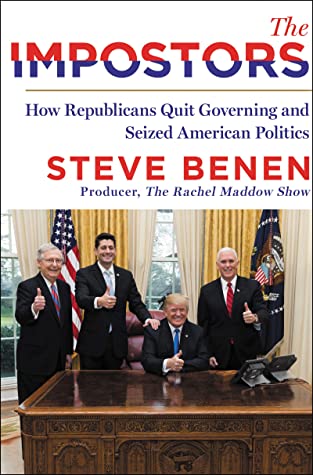 The
IMPOSTORS
How Republicans Quit Governing and
Seized American Politics
STEVE BENEN
Producer, The Rachel Maddow Show